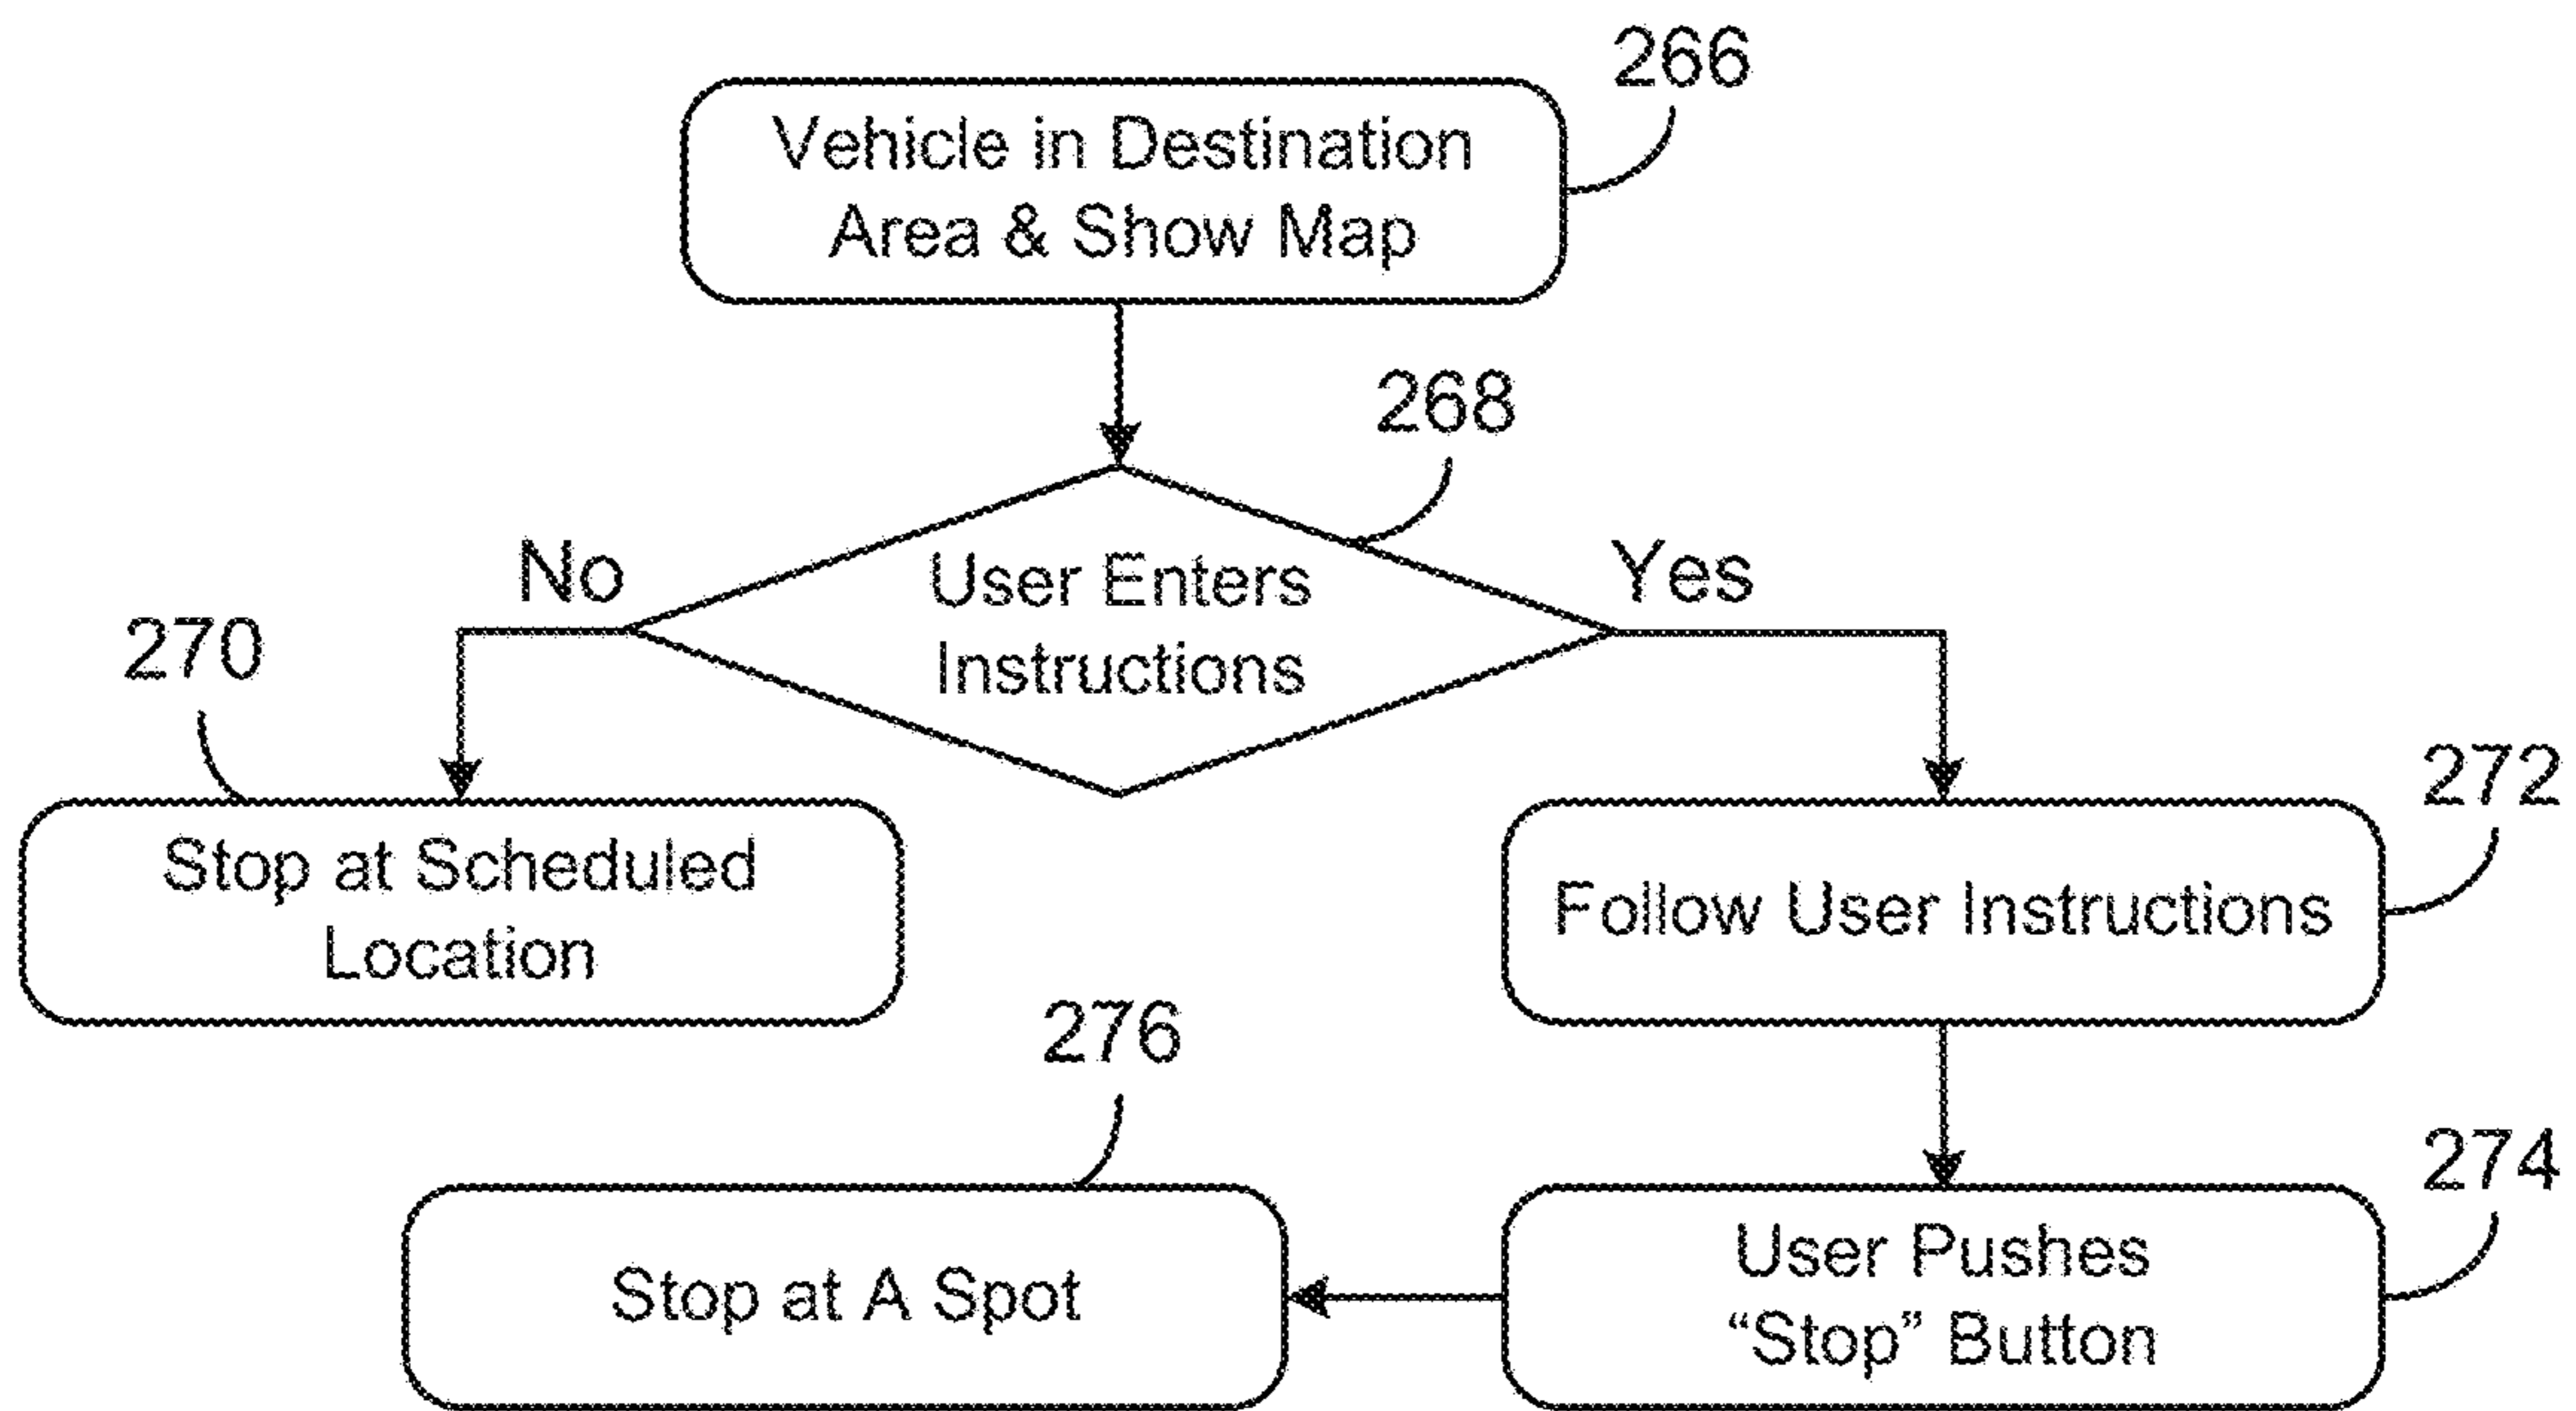 266
Vehicle in Destination
Area & Show Map
268
No
User Enters
Instructions
Yes
270
Stop at Scheduled
Location
272
Follow User Instructions
276
Stop at A Spot
274
User Pushes
“Stop” Button